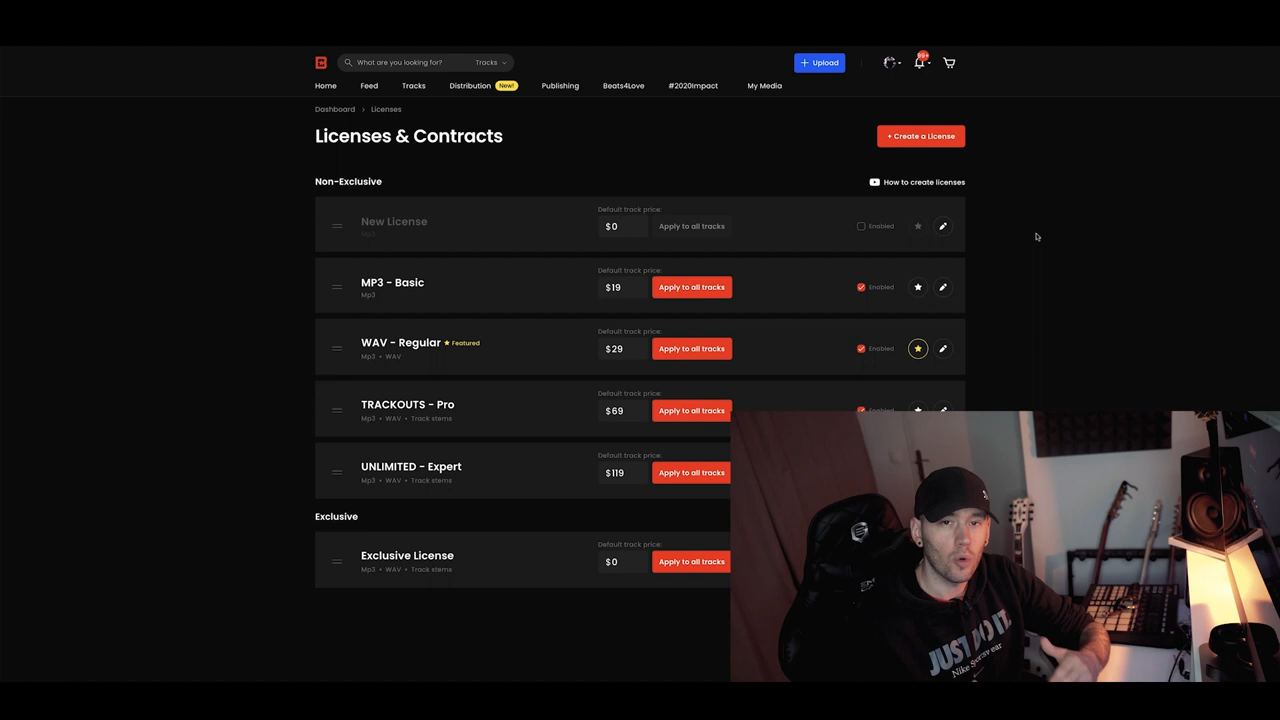 What are you looking for?
Tracks
+ Upload
99+
Home
Feed
Tracks
Distribution
New!
Publishing
Beats4Love
#2020Impact
My Media
Dashboard > Licenses
Licenses & Contracts
+ Create a License
Non-Exclusive
How to create licenses
New License
Mp3
Default track price:
$0
Apply to all tracks
Enabled
MP3 - Basic
Mp3
Default track price:
$19
Apply to all tracks
Enabled
WAV - Regular ★ Featured
Mp3 • WAV
Default track price:
$29
Apply to all tracks
Enabled
TRACKOUTS - Pro
Mp3 • WAV • Track stems
Default track price:
$69
Apply to all tracks
UNLIMITED - Expert
Mp3 • WAV • Track stems
Default track price:
$119
Apply to all tracks
Exclusive
Exclusive License
Mp3 • WAV • Track stems
Default track price:
$0
Apply to all tracks
JUST DO IT.
Nike Sportswear